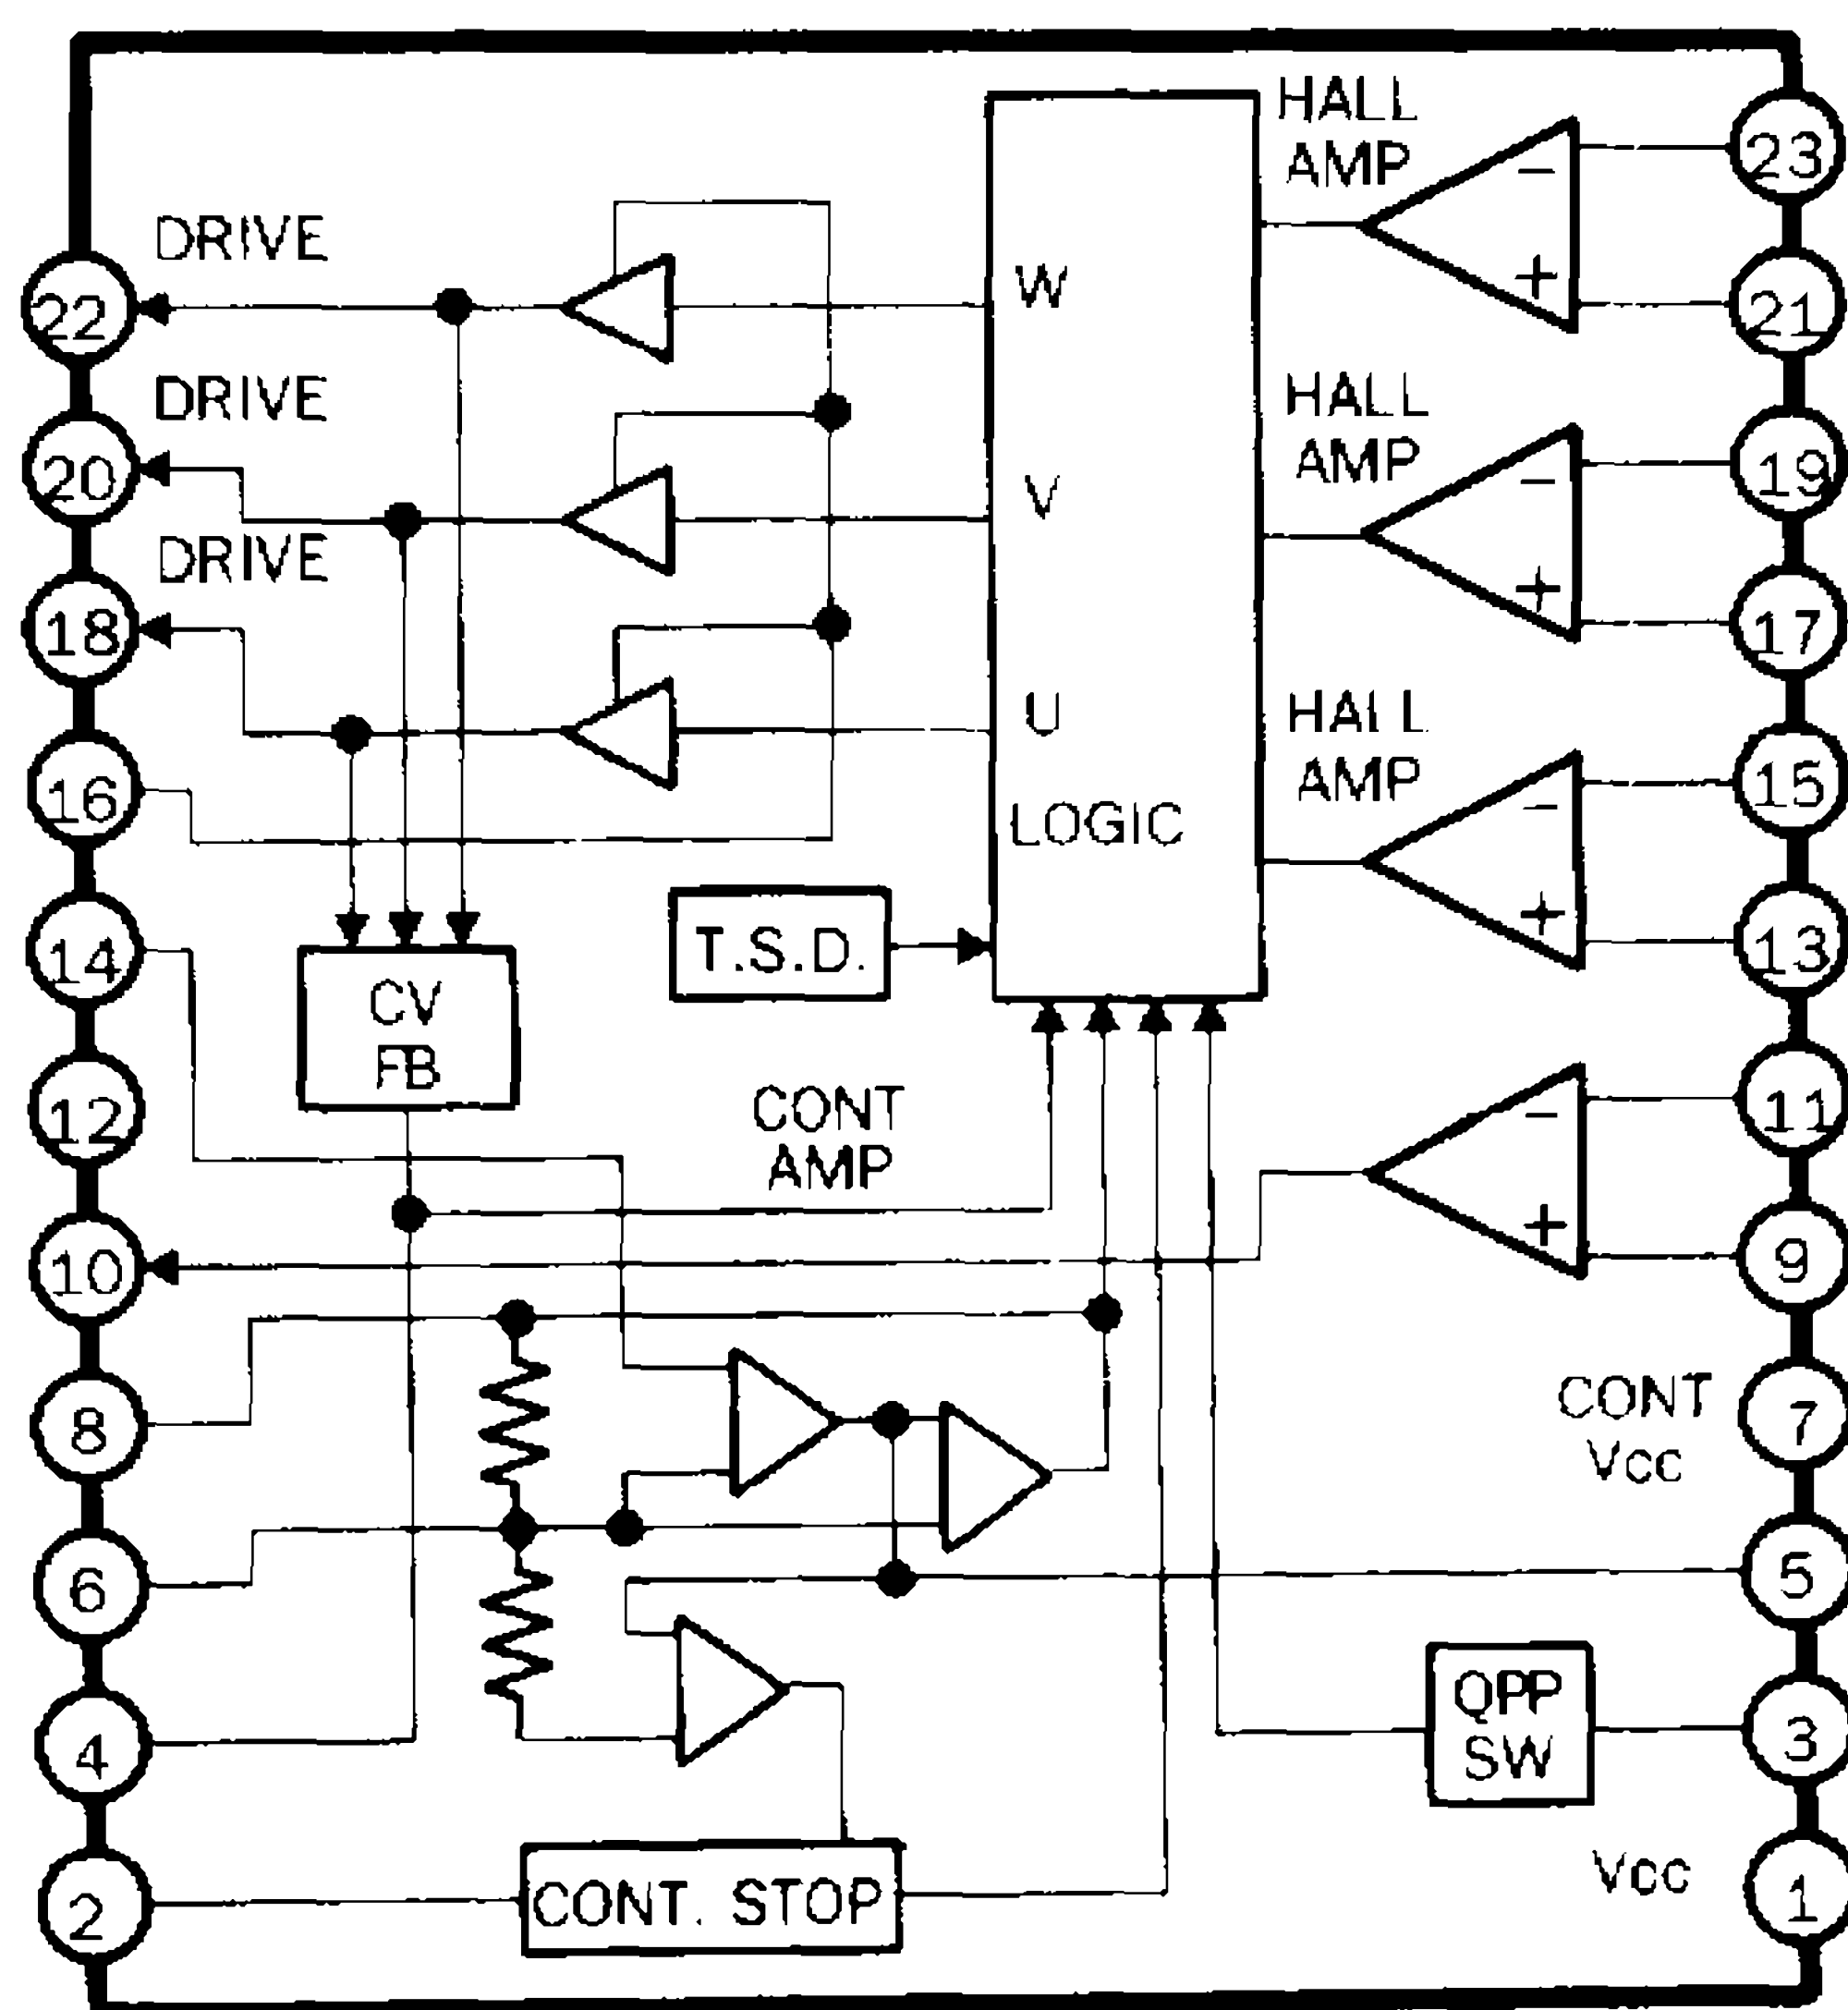 HALL
AMP
23
DRIVE
22
W
21
DRIVE
20
HALL
AMP
19
V
DRIVE
18
17
U
HALL
AMP
16
15
LOGIC
14
T.S.D.
13
CV
FB
12
CONT
AMP
11
10
9
8
CONT
Vcc
7
6
5
4
QPP
SW
3
2
CONT. STOP
Vcc
1